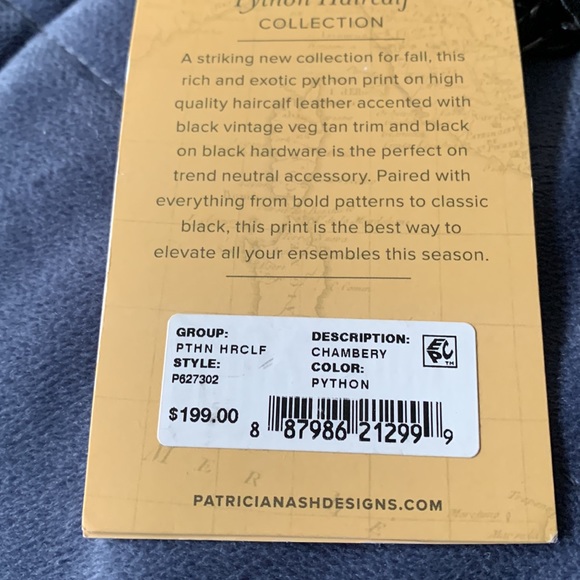 Python Haircalf
COLLECTION
A striking new collection for fall, this
rich and exotic python print on high
quality haircalf leather accented with
black vintage veg tan trim and black
on black hardware is the perfect on
trend neutral accessory. Paired with
everything from bold patterns to classic
black, this print is the best way to
elevate all your ensembles this season.
GROUP:
PTHN HRCLF
STYLE:
P627302
DESCRIPTION:
CHAMBERY
COLOR:
PYTHON
EPC TM
$199.00
8 87986 21299 9
PATRICIANASHDESIGNS.COM